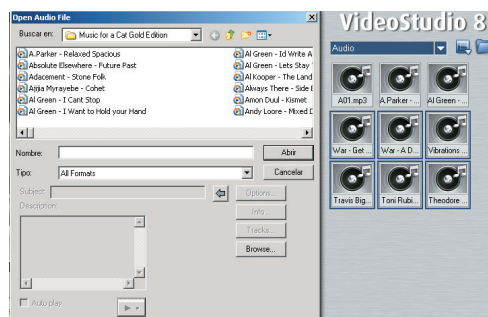 Open Audio File
Buscar en: Music for a Cat Gold Edition
A.Parker - Relaxed Spacious
Absolute Elsewhere - Future Past
Adacement - Stone Folk
Ajijia Myrayebe - Cohet
Al Green - I Cant Stop
Al Green - I Want to Hold your Hand
Al Green - Id Write A
Al Green - Lets Stay
Al Kooper - The Land
Always There - Side E
Amon Duul - Kismet
Andy Loore - Mixed D
Nombre: Abrir
Tipo: All Formats Cancelar
Subject: Options...
Description: Info...
Tracks...
Browse...
Auto play
VideoStudio 8
Audio
A01.mp3 A.Parker - ... Al Green - ...
War - Get ... War - A D... Vibrations ...
Travis Big... Toni Rubi... Theodore ...